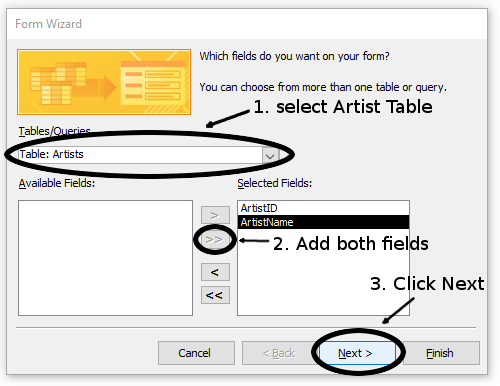 Form Wizard
Which fields do you want on your form?
You can choose from more than one table or query.
1. select Artist Table
Tables/Queries
Table: Artists
Available Fields:
Selected Fields:
>
ArtistID
ArtistName
>>
2. Add both fields
<
<<
3. Click Next
Cancel
< Back
Next >
Finish